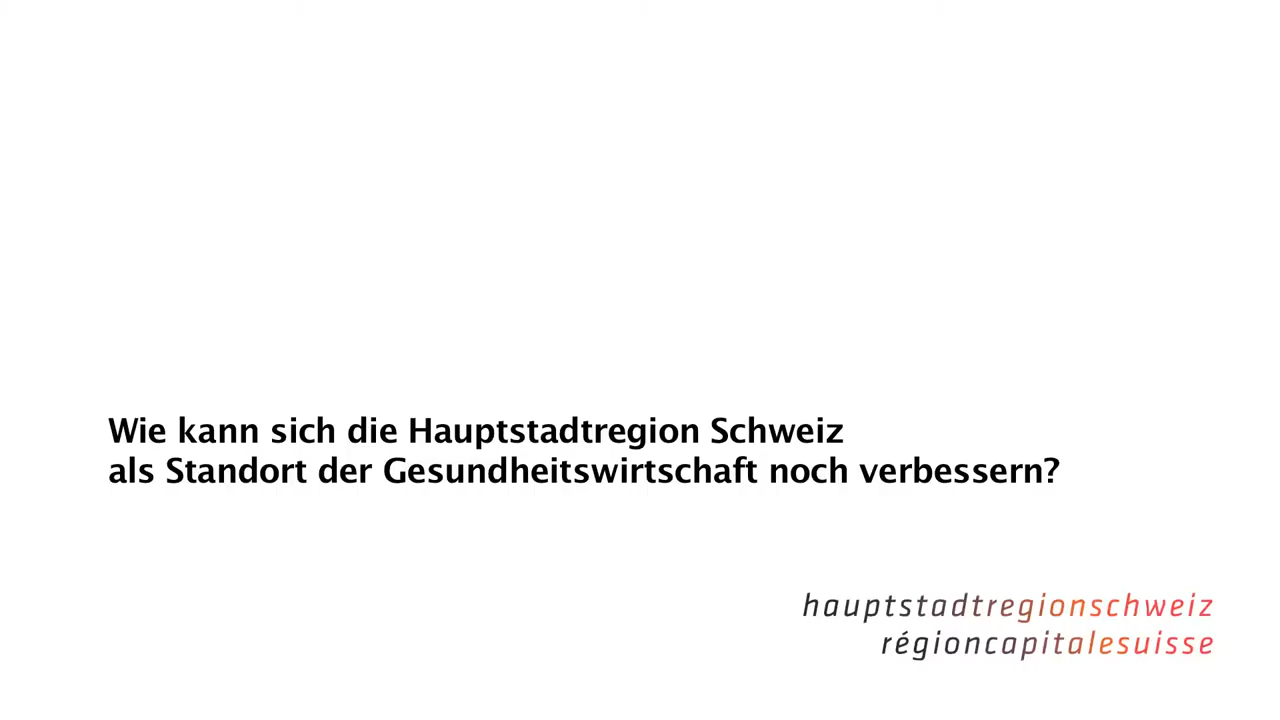 Wie kann sich die Hauptstadtregion Schweiz
als Standort der Gesundheitswirtschaft noch verbessern?
hauptstadtregionschweiz
régioncapitalesuisse